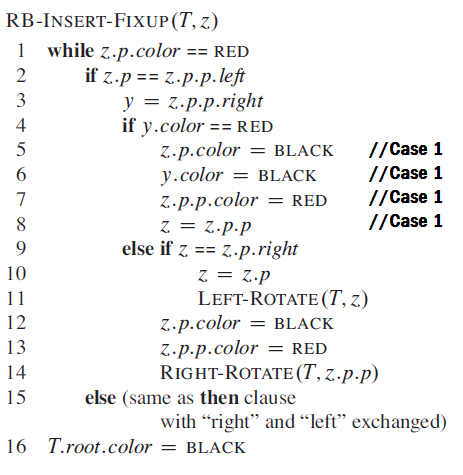 RB-INSERT-FIXUP(T, z)
1 while z.p.color == RED
2 if z.p == z.p.p.left
3 y = z.p.p.right
4 if y.color == RED
5 z.p.color = BLACK //Case 1
6 y.color = BLACK //Case 1
7 z.p.p.color = RED //Case 1
8 z = z.p.p //Case 1
9 else if z == z.p.right
10 z = z.p
11 LEFT-ROTATE(T, z)
12 z.p.color = BLACK
13 z.p.p.color = RED
14 RIGHT-ROTATE(T, z.p.p)
15 else (same as then clause
with “right” and “left” exchanged)
16 T.root.color = BLACK